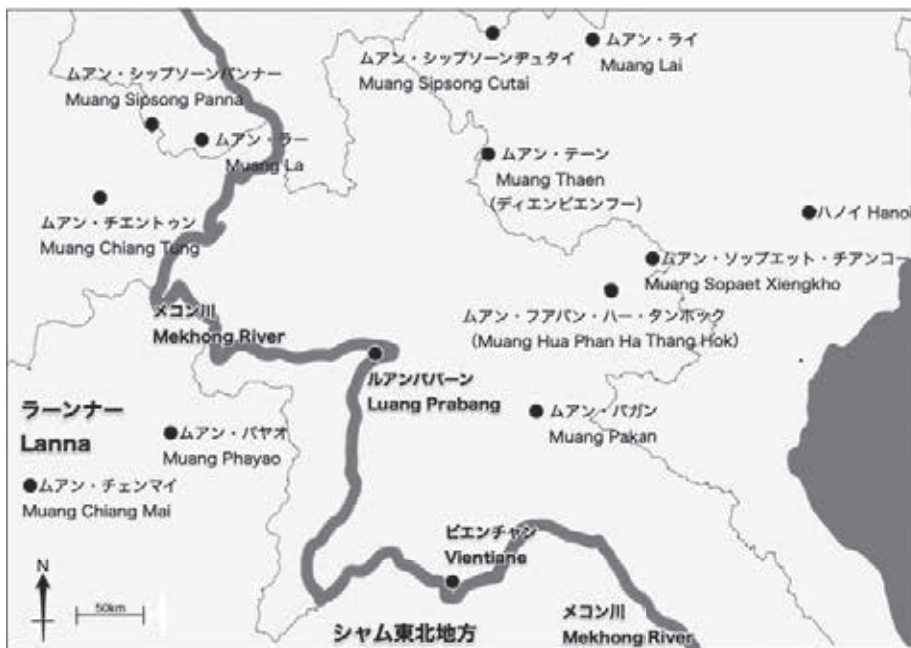 ムアン・シップソーンヂュタイ
Muang Sipsong Cutai
ムアン・ライ
Muang Lai
ムアン・シップソーンパンナー
Muang Sipsong Panna
ムアン・ラー
Muang La
ムアン・テーン
Muang Thaen
(ディエンビエンフー)
ムアン・チエントゥン
Muang Chiang Tung
ハノイ Hanoi
ムアン・ソップエット・チアンコー
Muang Sopaet Xiengkho
メコン川
Mekhong River
ムアン・フアパン・ハー・タンホック
(Muang Hua Phan Ha Thang Hok)
ルアンパバーン
Luang Prabang
ラーンナー
Lanna
ムアン・パヤオ
Muang Phayao
ムアン・パガン
Muang Pakan
ムアン・チェンマイ
Muang Chiang Mai
ビエンチャン
Vientiane
N
50km
シャム東北地方
メコン川
Mekhong River